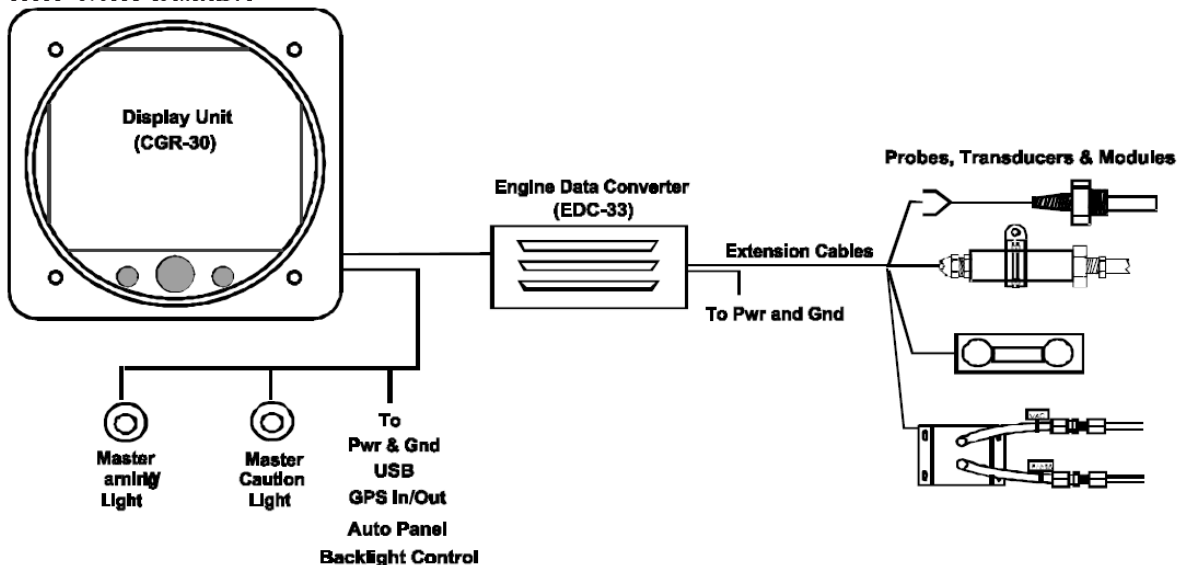 Display Unit
(CGR-30)
Probes, Transducers & Modules
Engine Data Converter
(EDC-33)
Extension Cables
To Pwr and Gnd
Master
arningW
Light
Master
Caution
Light
To
Pwr & Gnd
USB
GPS In/Out
Auto Panel
Backlight Control